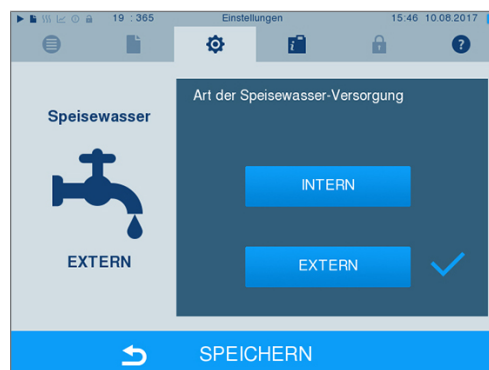 19 : 365 Einstellungen 15:46 10.08.2017
Speisewasser
EXTERN
Art der Speisewasser-Versorgung
INTERN
EXTERN
SPEICHERN